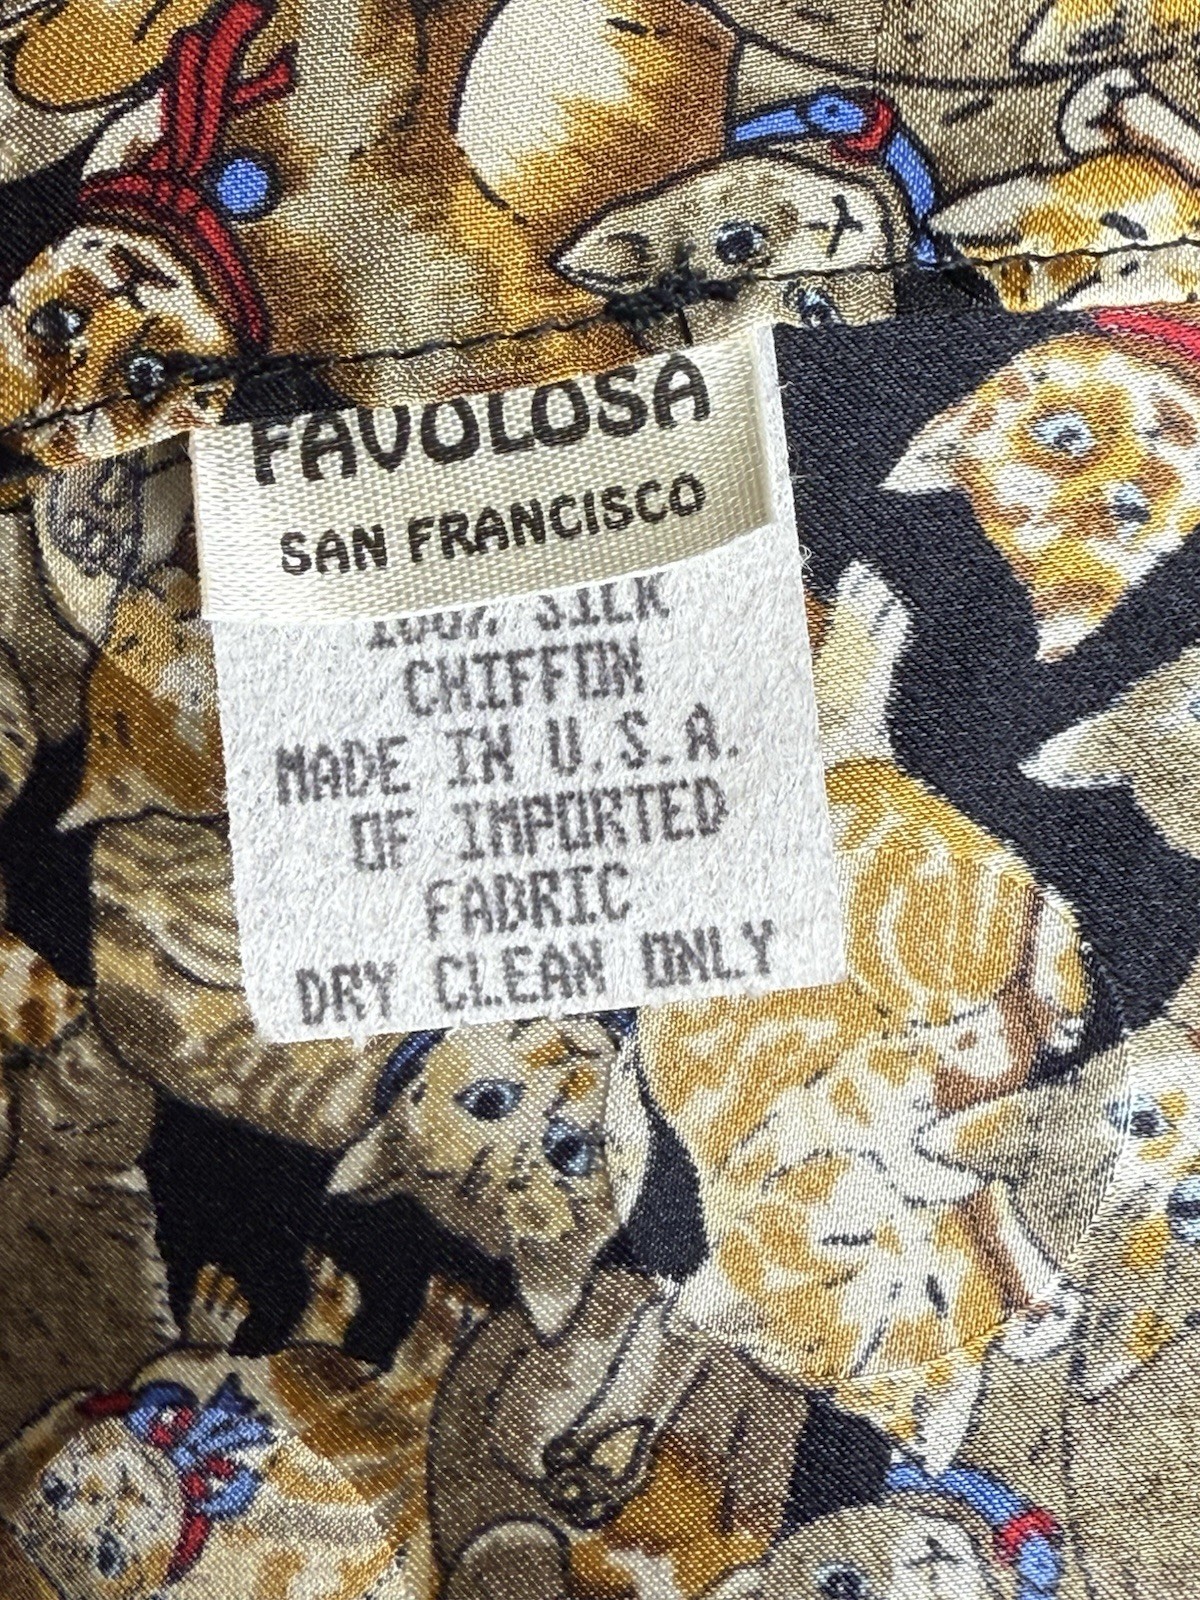 FAVOLOSA
SAN FRANCISCO
100% SILK
CHIFFON
MADE IN U.S.A.
OF IMPORTED
FABRIC
DRY CLEAN ONLY